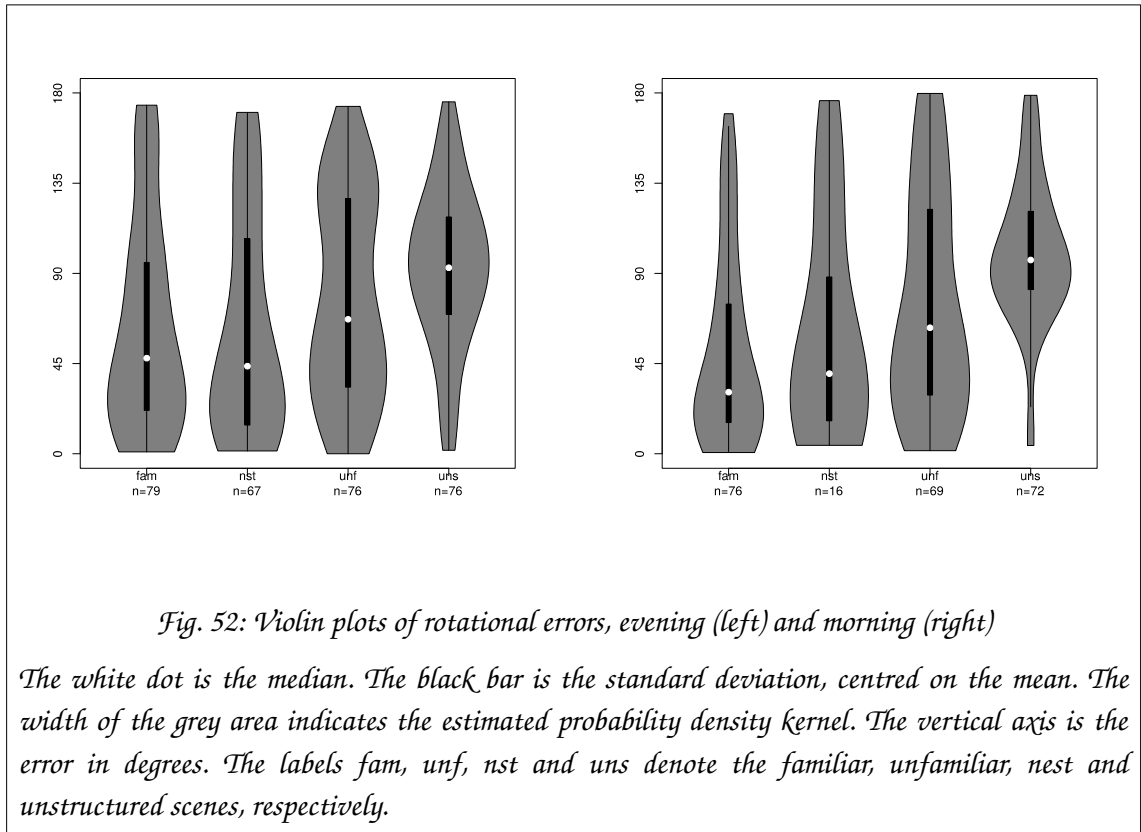 180
135
90
45
0
fam nst unf uns
n=79 n=67 n=76 n=76
180
135
90
45
0
fam nst unf uns
n=76 n=16 n=69 n=72
Fig. 52: Violin plots of rotational errors, evening (left) and morning (right)
The white dot is the median. The black bar is the standard deviation, centred on the mean. The
width of the grey area indicates the estimated probability density kernel. The vertical axis is the
error in degrees. The labels fam, unf, nst and uns denote the familiar, unfamiliar, nest and
unstructured scenes, respectively.